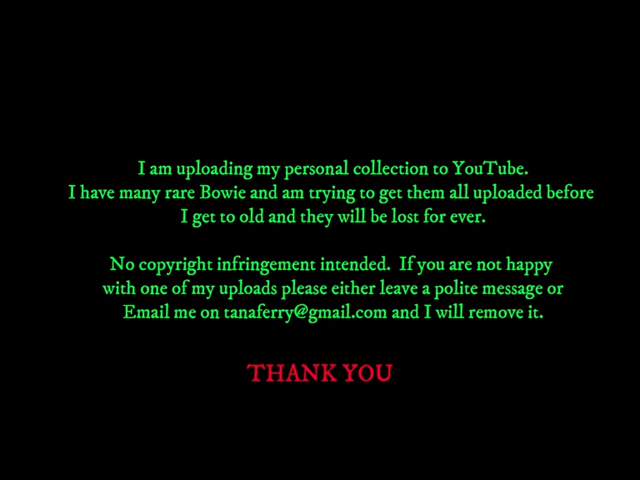 I am uploading my personal collection to YouTube.
I have many rare Bowie and am trying to get them all uploaded before
I get to old and they will be lost for ever.
No copyright infringement intended.  If you are not happy
with one of my uploads please either leave a polite message or
Email me on tanaferry@gmail.com and I will remove it.
THANK YOU